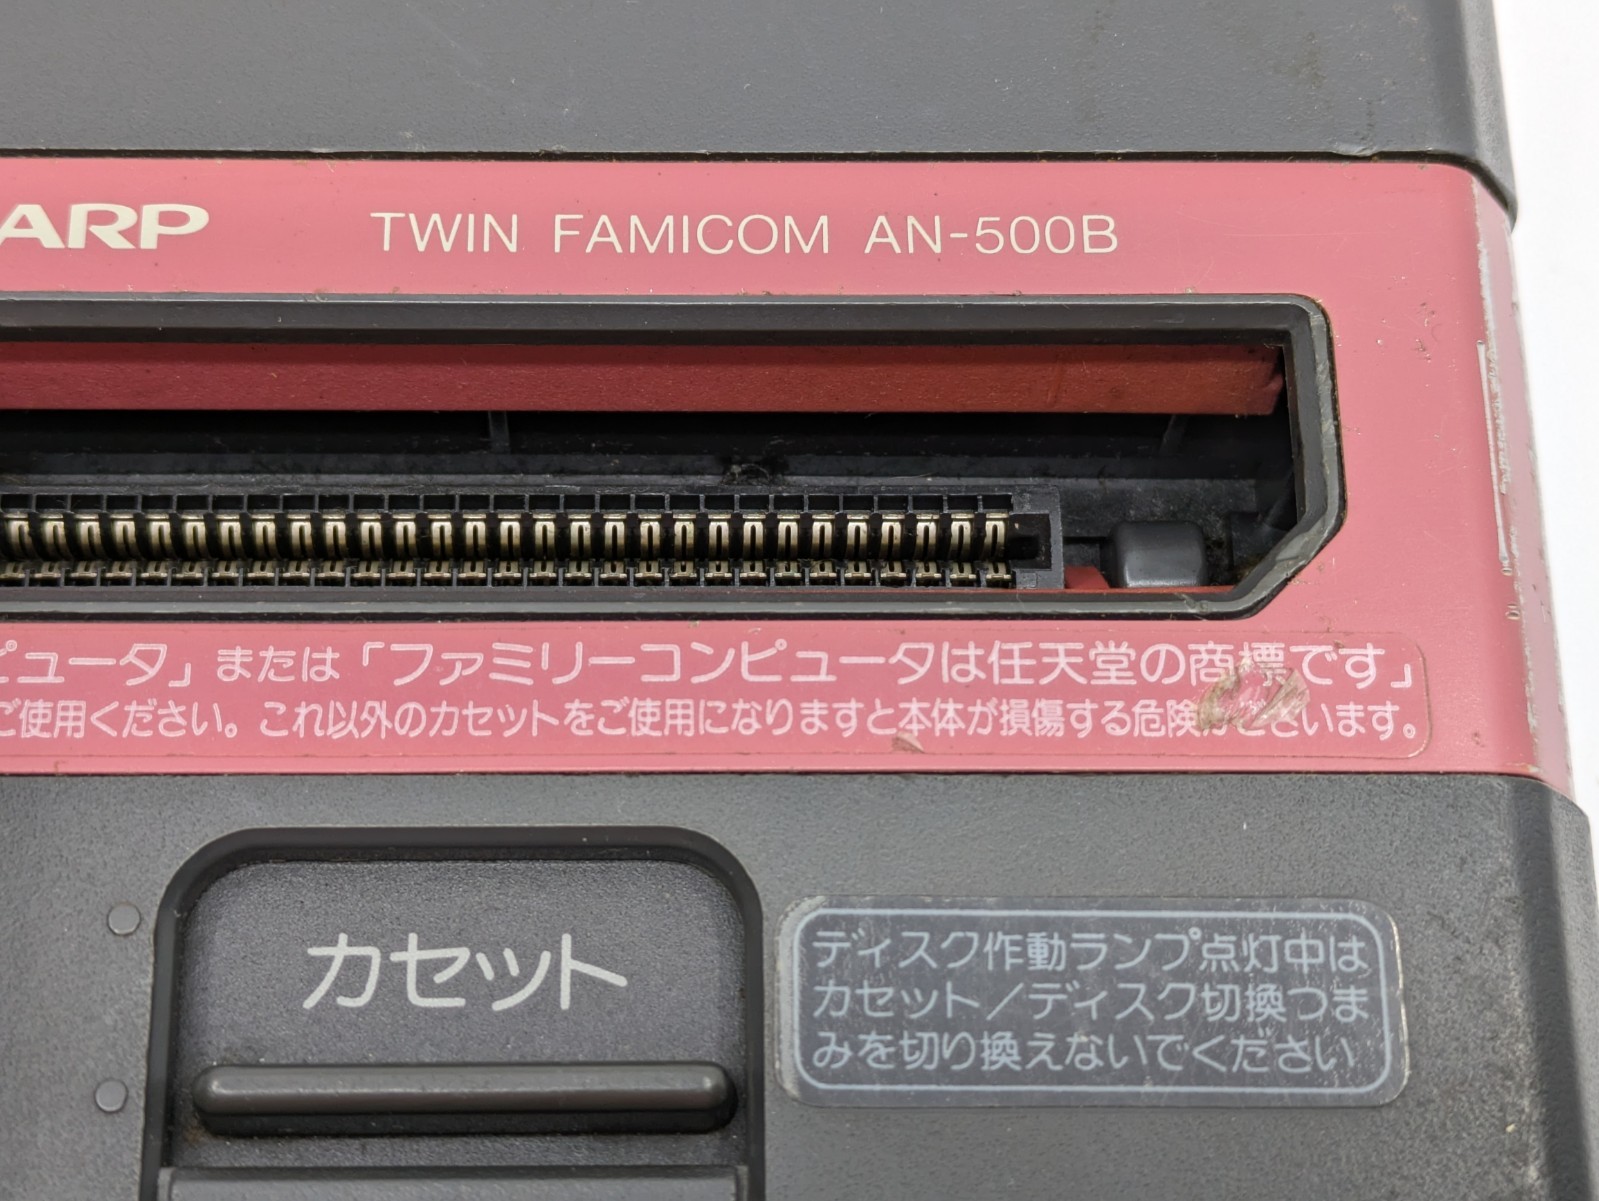 ARP TWIN FAMICOM AN-500B
ピュータ」または「ファミリーコンピュータは任天堂の商標です」
ご使用ください。これ以外のカセットをご使用になりますと本体が損傷する危険がございます。
カセット
ディスク作動ランプ点灯中は
カセット/ディスク切換つま
みを切り換えないでください